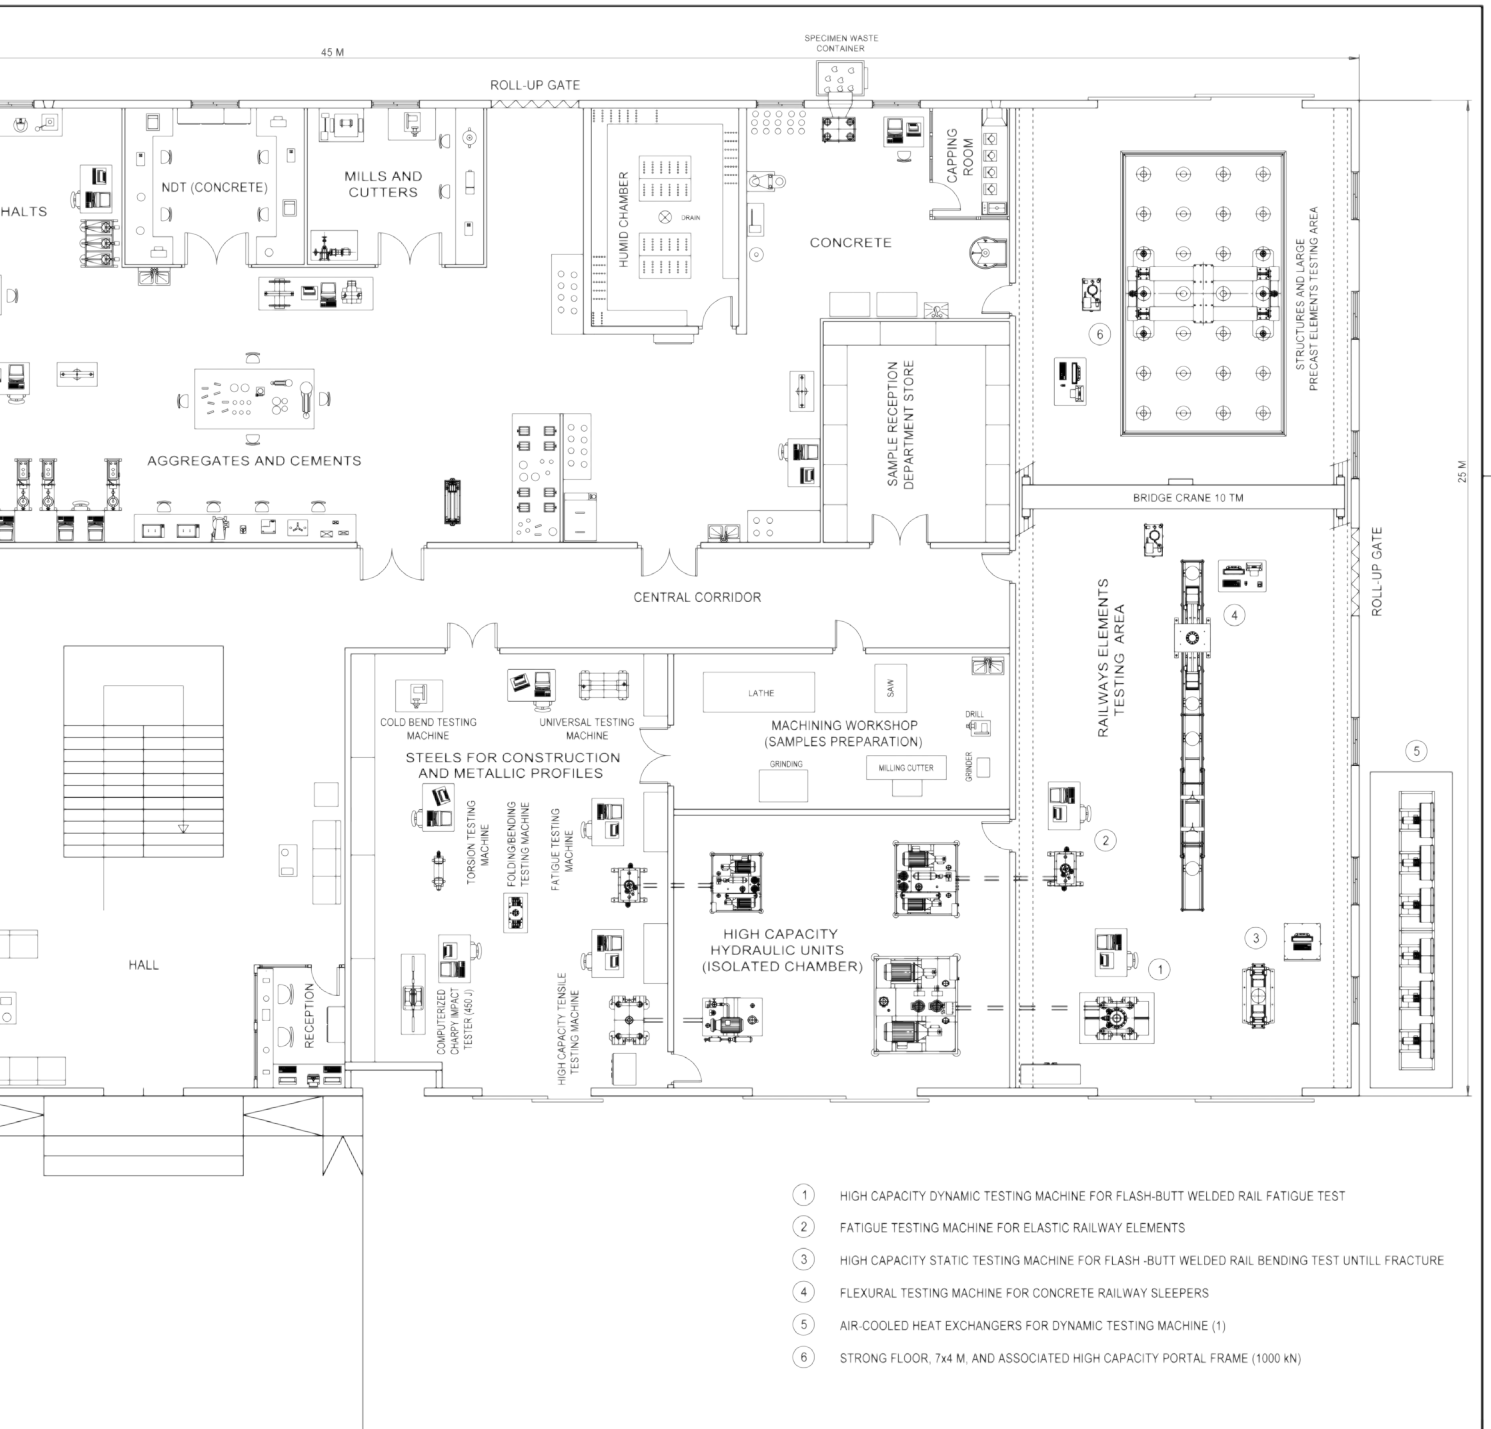 45 M
SPECIMEN WASTE
CONTAINER
ROLL-UP GATE
HALTS
NDT (CONCRETE)
MILLS AND
CUTTERS
HUMID CHAMBER
DRAIN
CONCRETE
CAPPING
ROOM
STRUCTURES AND LARGE
PRECAST ELEMENTS TESTING AREA
6
SAMPLE RECEPTION
DEPARTMENT STORE
AGGREGATES AND CEMENTS
BRIDGE CRANE 10 TM
25 M
ROLL-UP GATE
CENTRAL CORRIDOR
RAILWAYS ELEMENTS
TESTING AREA
4
COLD BEND TESTING
MACHINE
UNIVERSAL TESTING
MACHINE
STEELS FOR CONSTRUCTION
AND METALLIC PROFILES
LATHE
SAW
DRILL
MACHINING WORKSHOP
(SAMPLES PREPARATION)
GRINDING
MILLING CUTTER
GRINDER
5
TORSION TESTING
MACHINE
FOLDING/BENDING
TESTING MACHINE
FATIGUE TESTING
MACHINE
2
HIGH CAPACITY
HYDRAULIC UNITS
(ISOLATED CHAMBER)
3
1
HALL
RECEPTION
COMPUTERIZED
CHARPY IMPACT
TESTER (450 J)
HIGH CAPACITY TENSILE
TESTING MACHINE
1 HIGH CAPACITY DYNAMIC TESTING MACHINE FOR FLASH-BUTT WELDED RAIL FATIGUE TEST
2 FATIGUE TESTING MACHINE FOR ELASTIC RAILWAY ELEMENTS
3 HIGH CAPACITY STATIC TESTING MACHINE FOR FLASH -BUTT WELDED RAIL BENDING TEST UNTILL FRACTURE
4 FLEXURAL TESTING MACHINE FOR CONCRETE RAILWAY SLEEPERS
5 AIR-COOLED HEAT EXCHANGERS FOR DYNAMIC TESTING MACHINE (1)
6 STRONG FLOOR, 7x4 M, AND ASSOCIATED HIGH CAPACITY PORTAL FRAME (1000 kN)